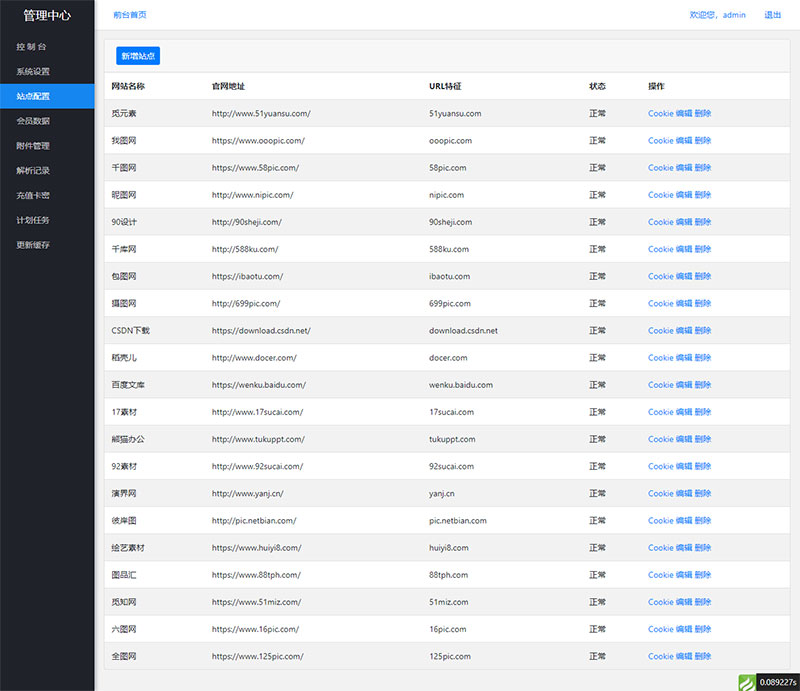 管理中心
前台首页
欢迎您，admin 退出
控 制 台
系统设置
站点配置
会员数据
附件管理
解析记录
充值卡密
计划任务
更新缓存
新增站点
网站名称 官网地址 URL特征 状态 操作
觅元素 http://www.51yuansu.com/ 51yuansu.com 正常 Cookie 编辑 删除
我图网 https://www.ooopic.com/ ooopic.com 正常 Cookie 编辑 删除
千图网 https://www.58pic.com/ 58pic.com 正常 Cookie 编辑 删除
昵图网 http://www.nipic.com/ nipic.com 正常 Cookie 编辑 删除
90设计 http://90sheji.com/ 90sheji.com 正常 Cookie 编辑 删除
千库网 http://588ku.com/ 588ku.com 正常 Cookie 编辑 删除
包图网 https://ibaotu.com/ ibaotu.com 正常 Cookie 编辑 删除
摄图网 http://699pic.com/ 699pic.com 正常 Cookie 编辑 删除
CSDN下载 https://download.csdn.net/ download.csdn.net 正常 Cookie 编辑 删除
稻壳儿 http://www.docer.com/ docer.com 正常 Cookie 编辑 删除
百度文库 https://wenku.baidu.com/ wenku.baidu.com 正常 Cookie 编辑 删除
17素材 http://www.17sucai.com/ 17sucai.com 正常 Cookie 编辑 删除
熊猫办公 http://www.tukuppt.com/ tukuppt.com 正常 Cookie 编辑 删除
92素材 http://www.92sucai.com/ 92sucai.com 正常 Cookie 编辑 删除
演界网 http://www.yanj.cn/ yanj.cn 正常 Cookie 编辑 删除
彼岸图 http://pic.netbian.com/ pic.netbian.com 正常 Cookie 编辑 删除
绘艺素材 https://www.huiyi8.com/ huiyi8.com 正常 Cookie 编辑 删除
图品汇 https://www.88tph.com/ 88tph.com 正常 Cookie 编辑 删除
觅知网 https://www.51miz.com/ 51miz.com 正常 Cookie 编辑 删除
六图网 https://www.16pic.com/ 16pic.com 正常 Cookie 编辑 删除
全图网 https://www.125pic.com/ 125pic.com 正常 Cookie 编辑 删除
0.089227s